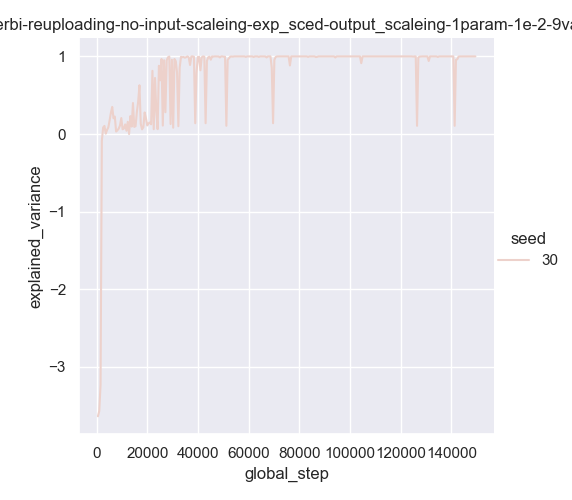 erbi-reuploading-no-input-scaleing-exp_sced-output_scaleing-1param-1e-2-9va
explained_variance
1
0
−1
−2
−3
0 20000 40000 60000 80000 100000 120000 140000
global_step
seed
30